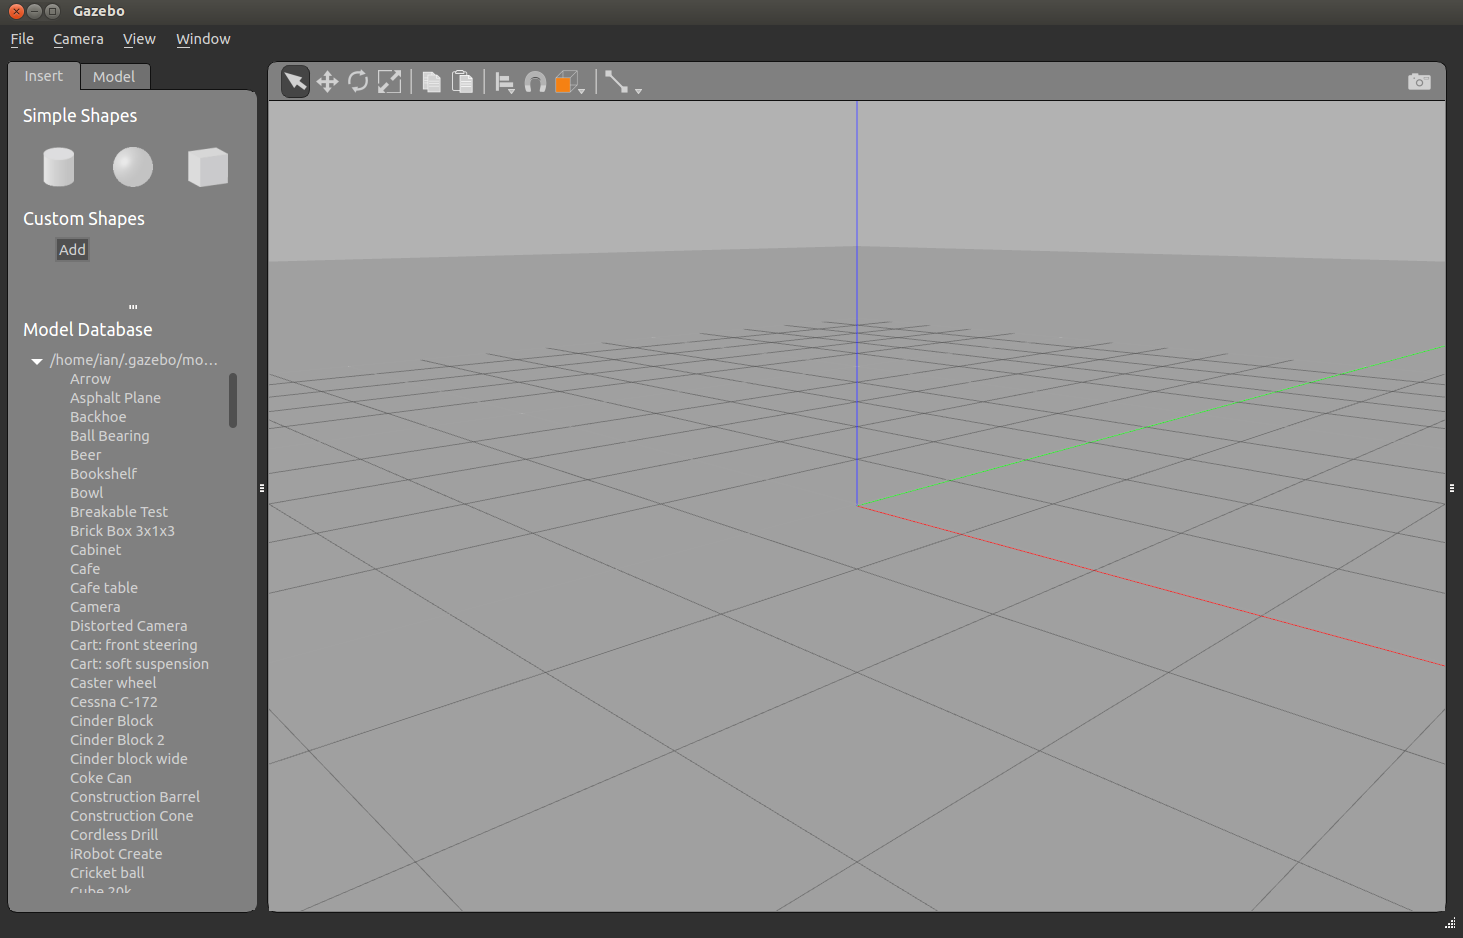 Gazebo
File Camera View Window
Insert Model
Simple Shapes
Custom Shapes
Add
Model Database
/home/ian/.gazebo/mo...
Arrow
Asphalt Plane
Backhoe
Ball Bearing
Beer
Bookshelf
Bowl
Breakable Test
Brick Box 3x1x3
Cabinet
Cafe
Cafe table
Camera
Distorted Camera
Cart: front steering
Cart: soft suspension
Caster wheel
Cessna C-172
Cinder Block
Cinder Block 2
Cinder block wide
Coke Can
Construction Barrel
Construction Cone
Cordless Drill
iRobot Create
Cricket ball
Cube 20k